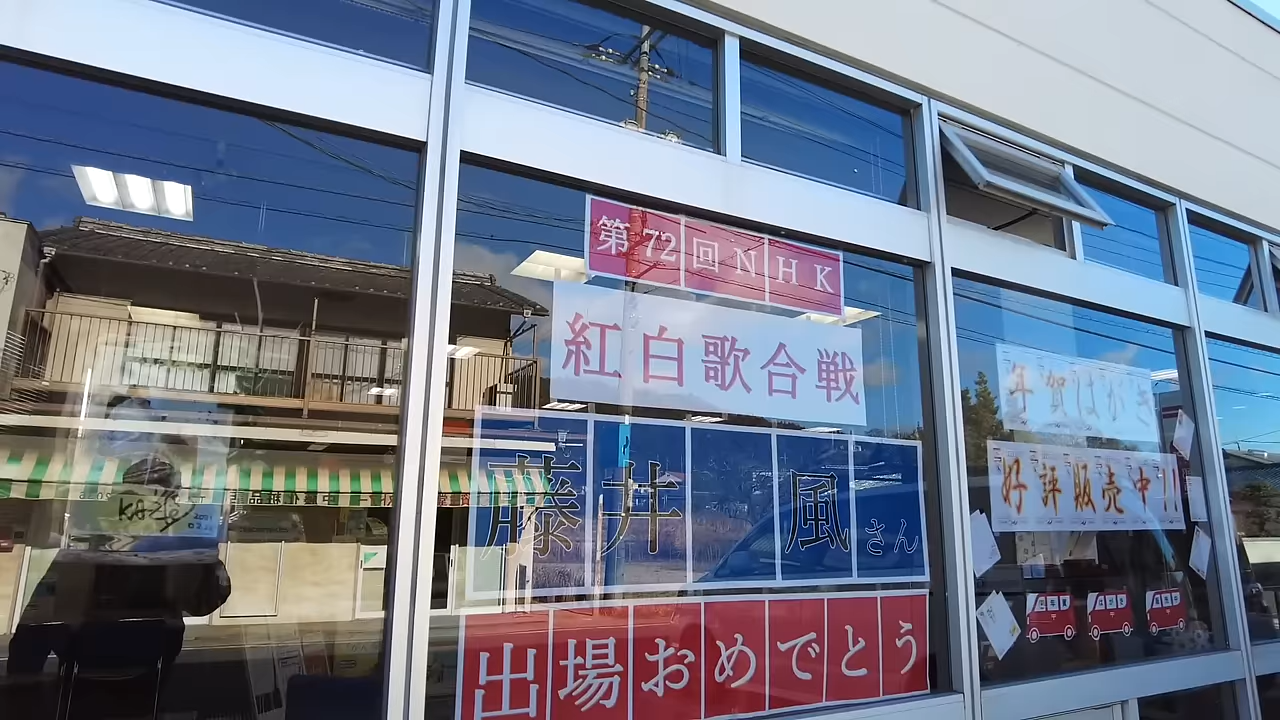 第72回NHK
紅白歌合戦
藤井 風さん
出場おめでとう
年賀はがき
好評販売中!!
KAZE